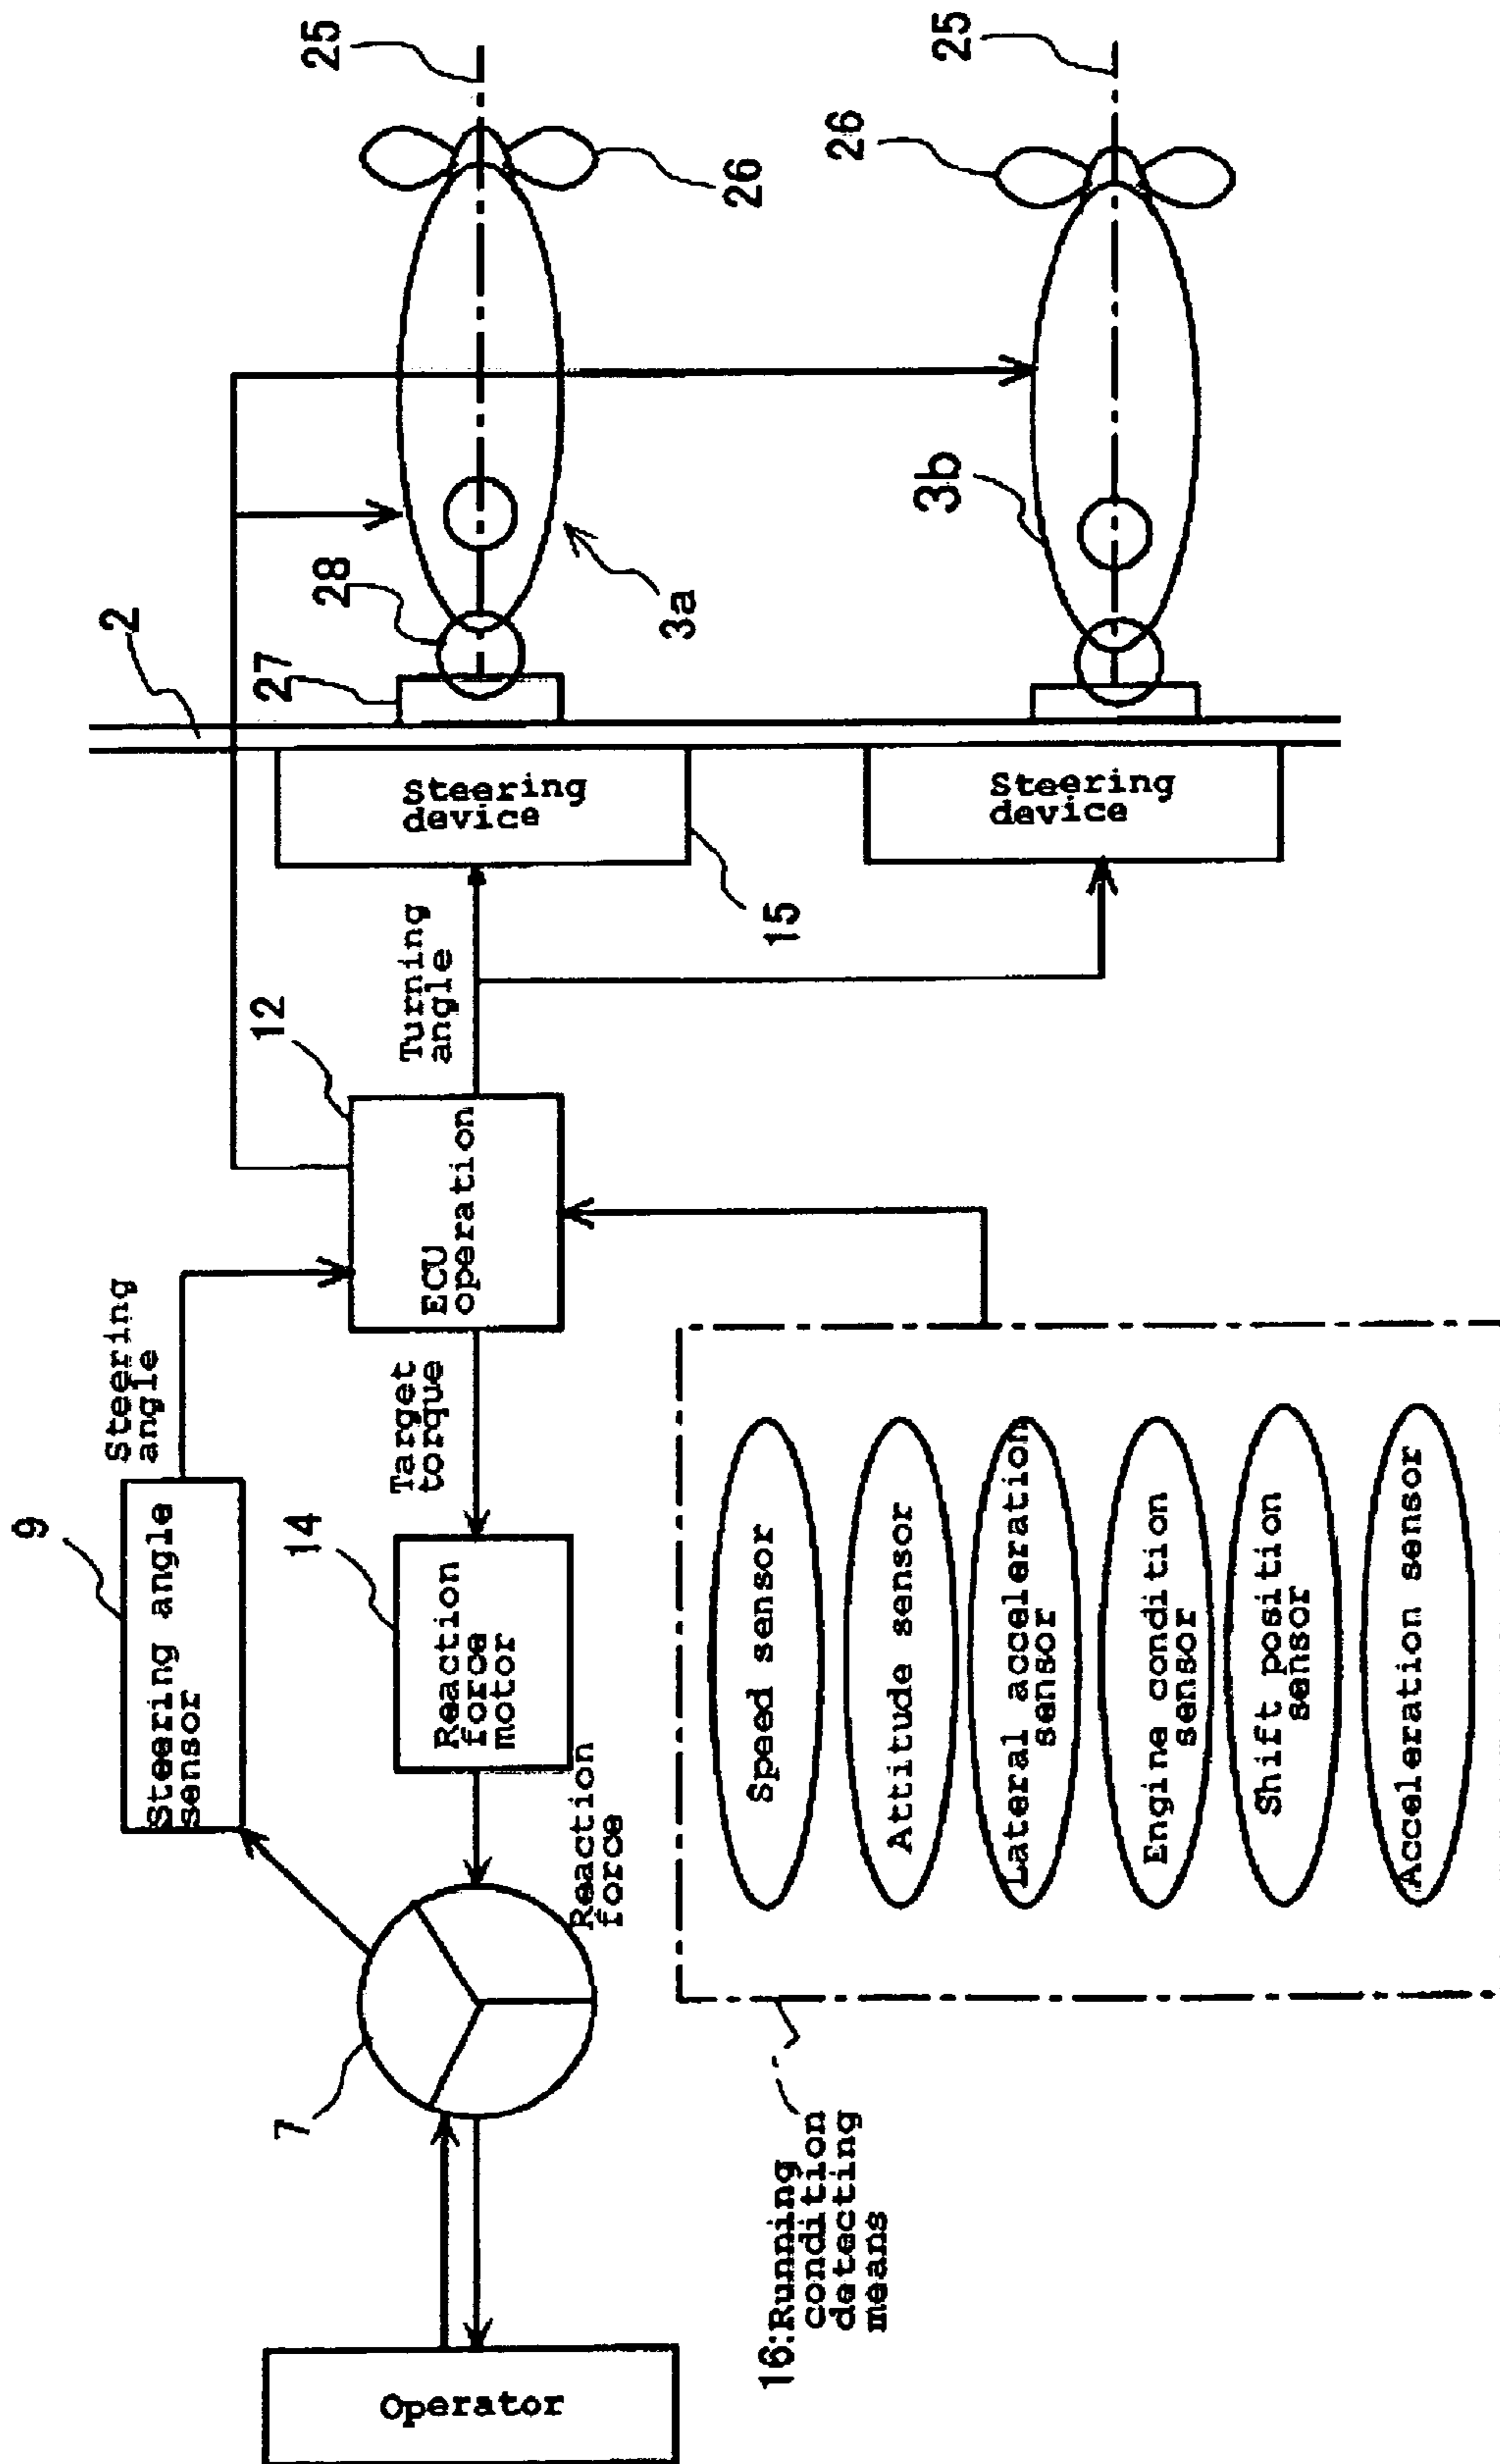 25
26
25
26
28
3a
3b
2
27
Steering
device
15
Steering
device
Turning
angle
12
ECU
operation
Steering
angle
9
Steering angle
sensor
Target
torque
14
Reaction
force
motor
Reaction
force
7
Operator
16:Running
condition
detecting
means
Speed sensor
Attitude sensor
Lateral acceleration
sensor
Engine condition
sensor
Shift position
sensor
Acceleration sensor